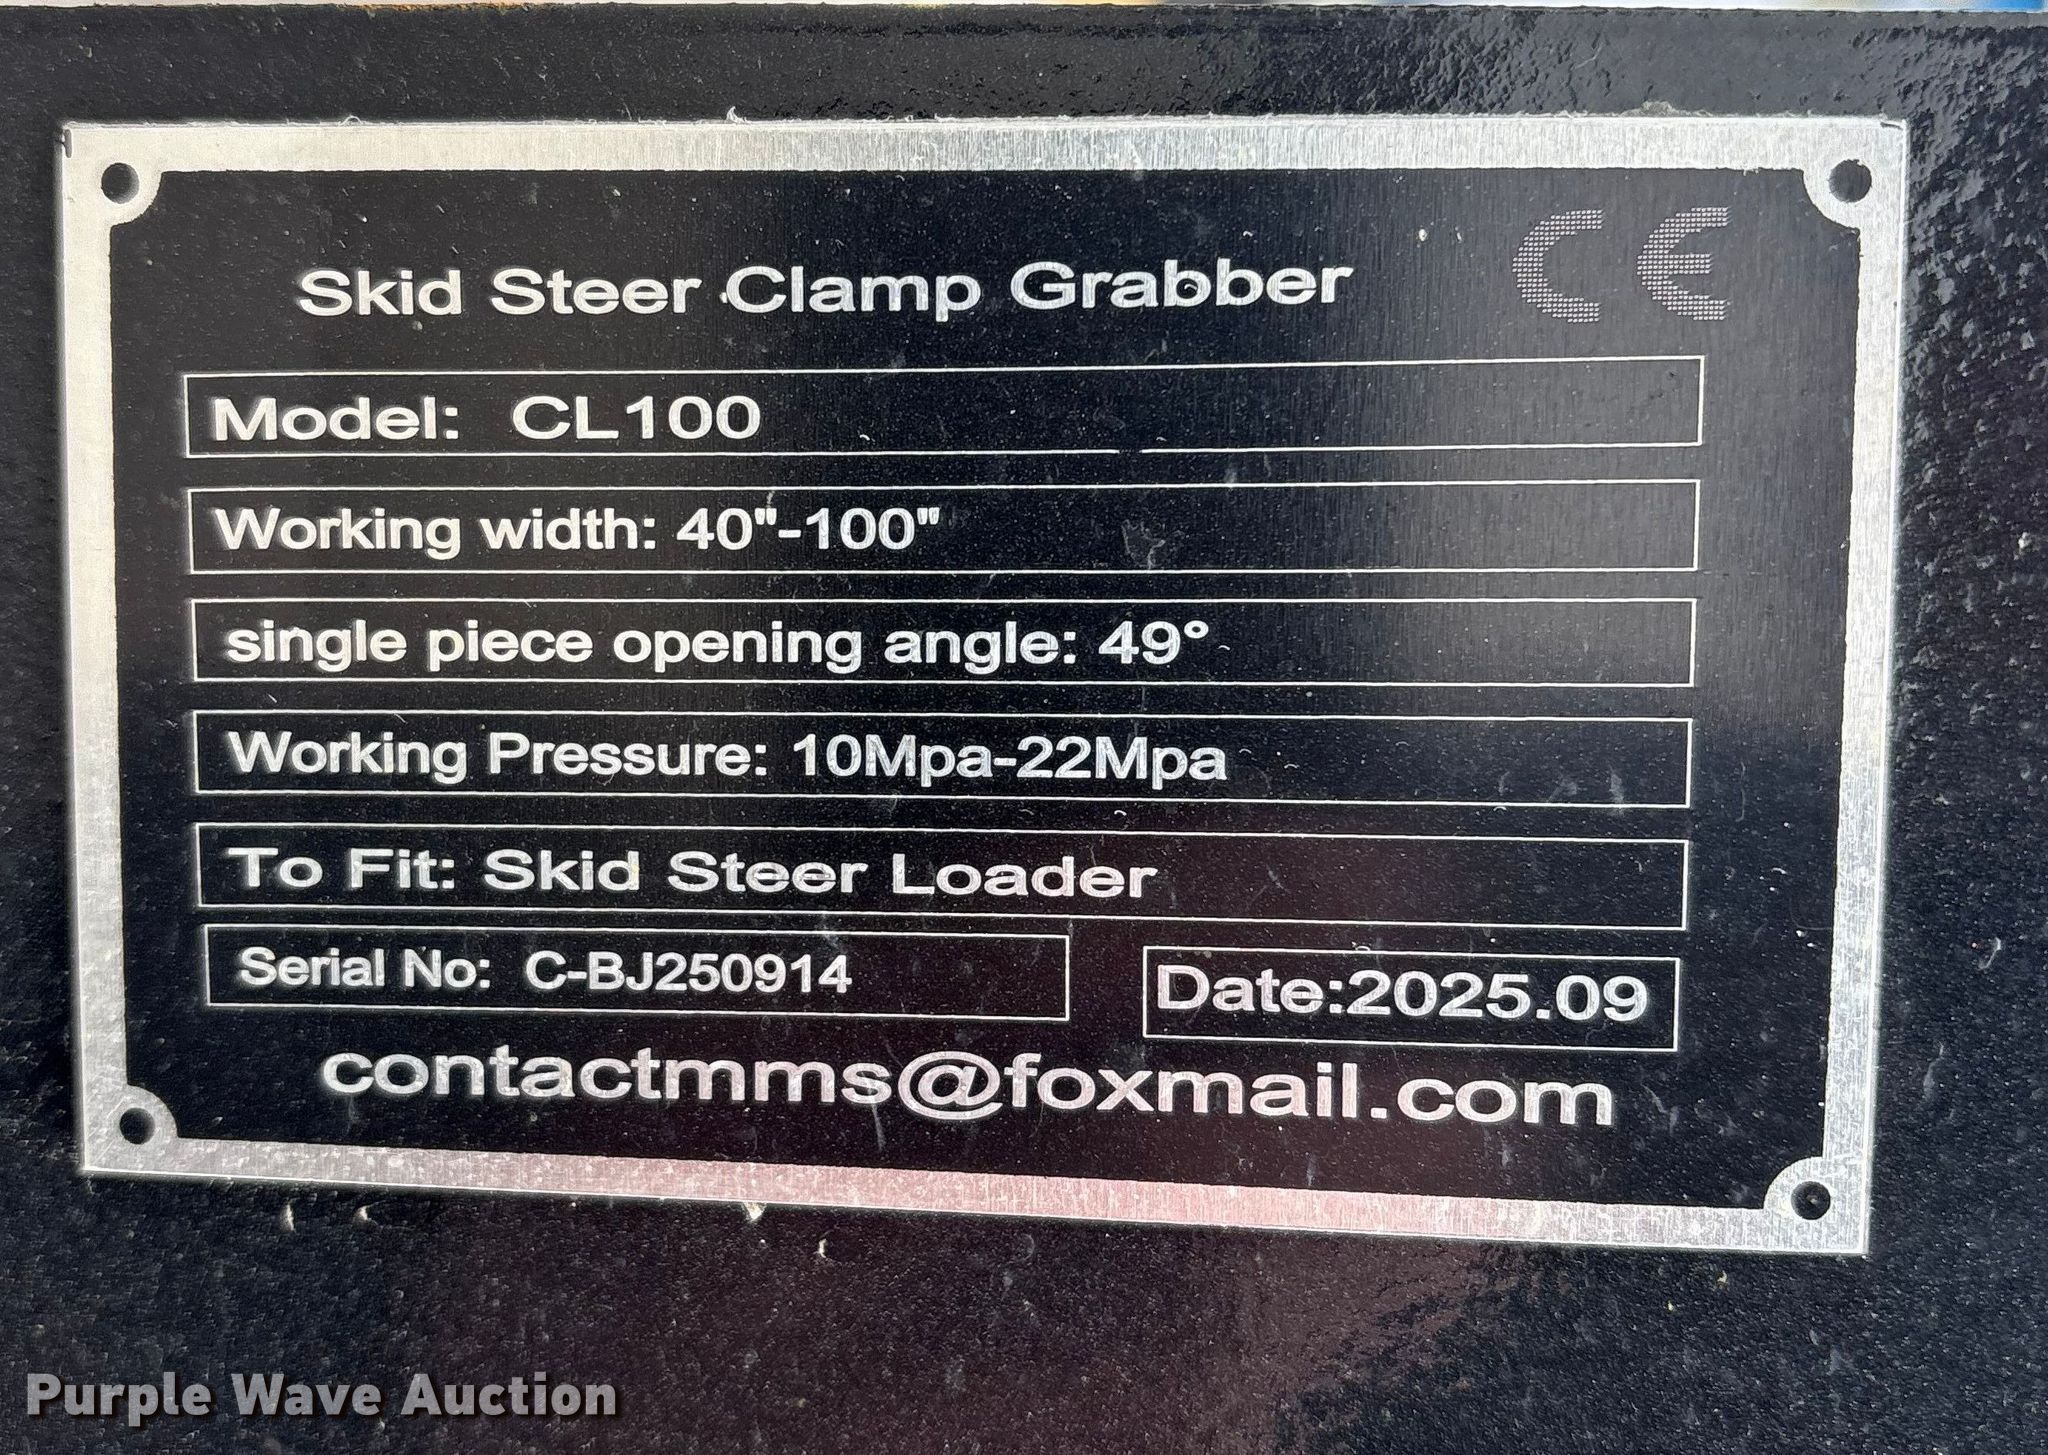 CE
Skid Steer Clamp Grabber
Model: CL100
Working width: 40"-100"
single piece opening angle: 49°
Working Pressure: 10Mpa-22Mpa
To Fit: Skid Steer Loader
Serial No: C-BJ250914
Date:2025.09
contactmms@foxmail.com
Purple Wave Auction